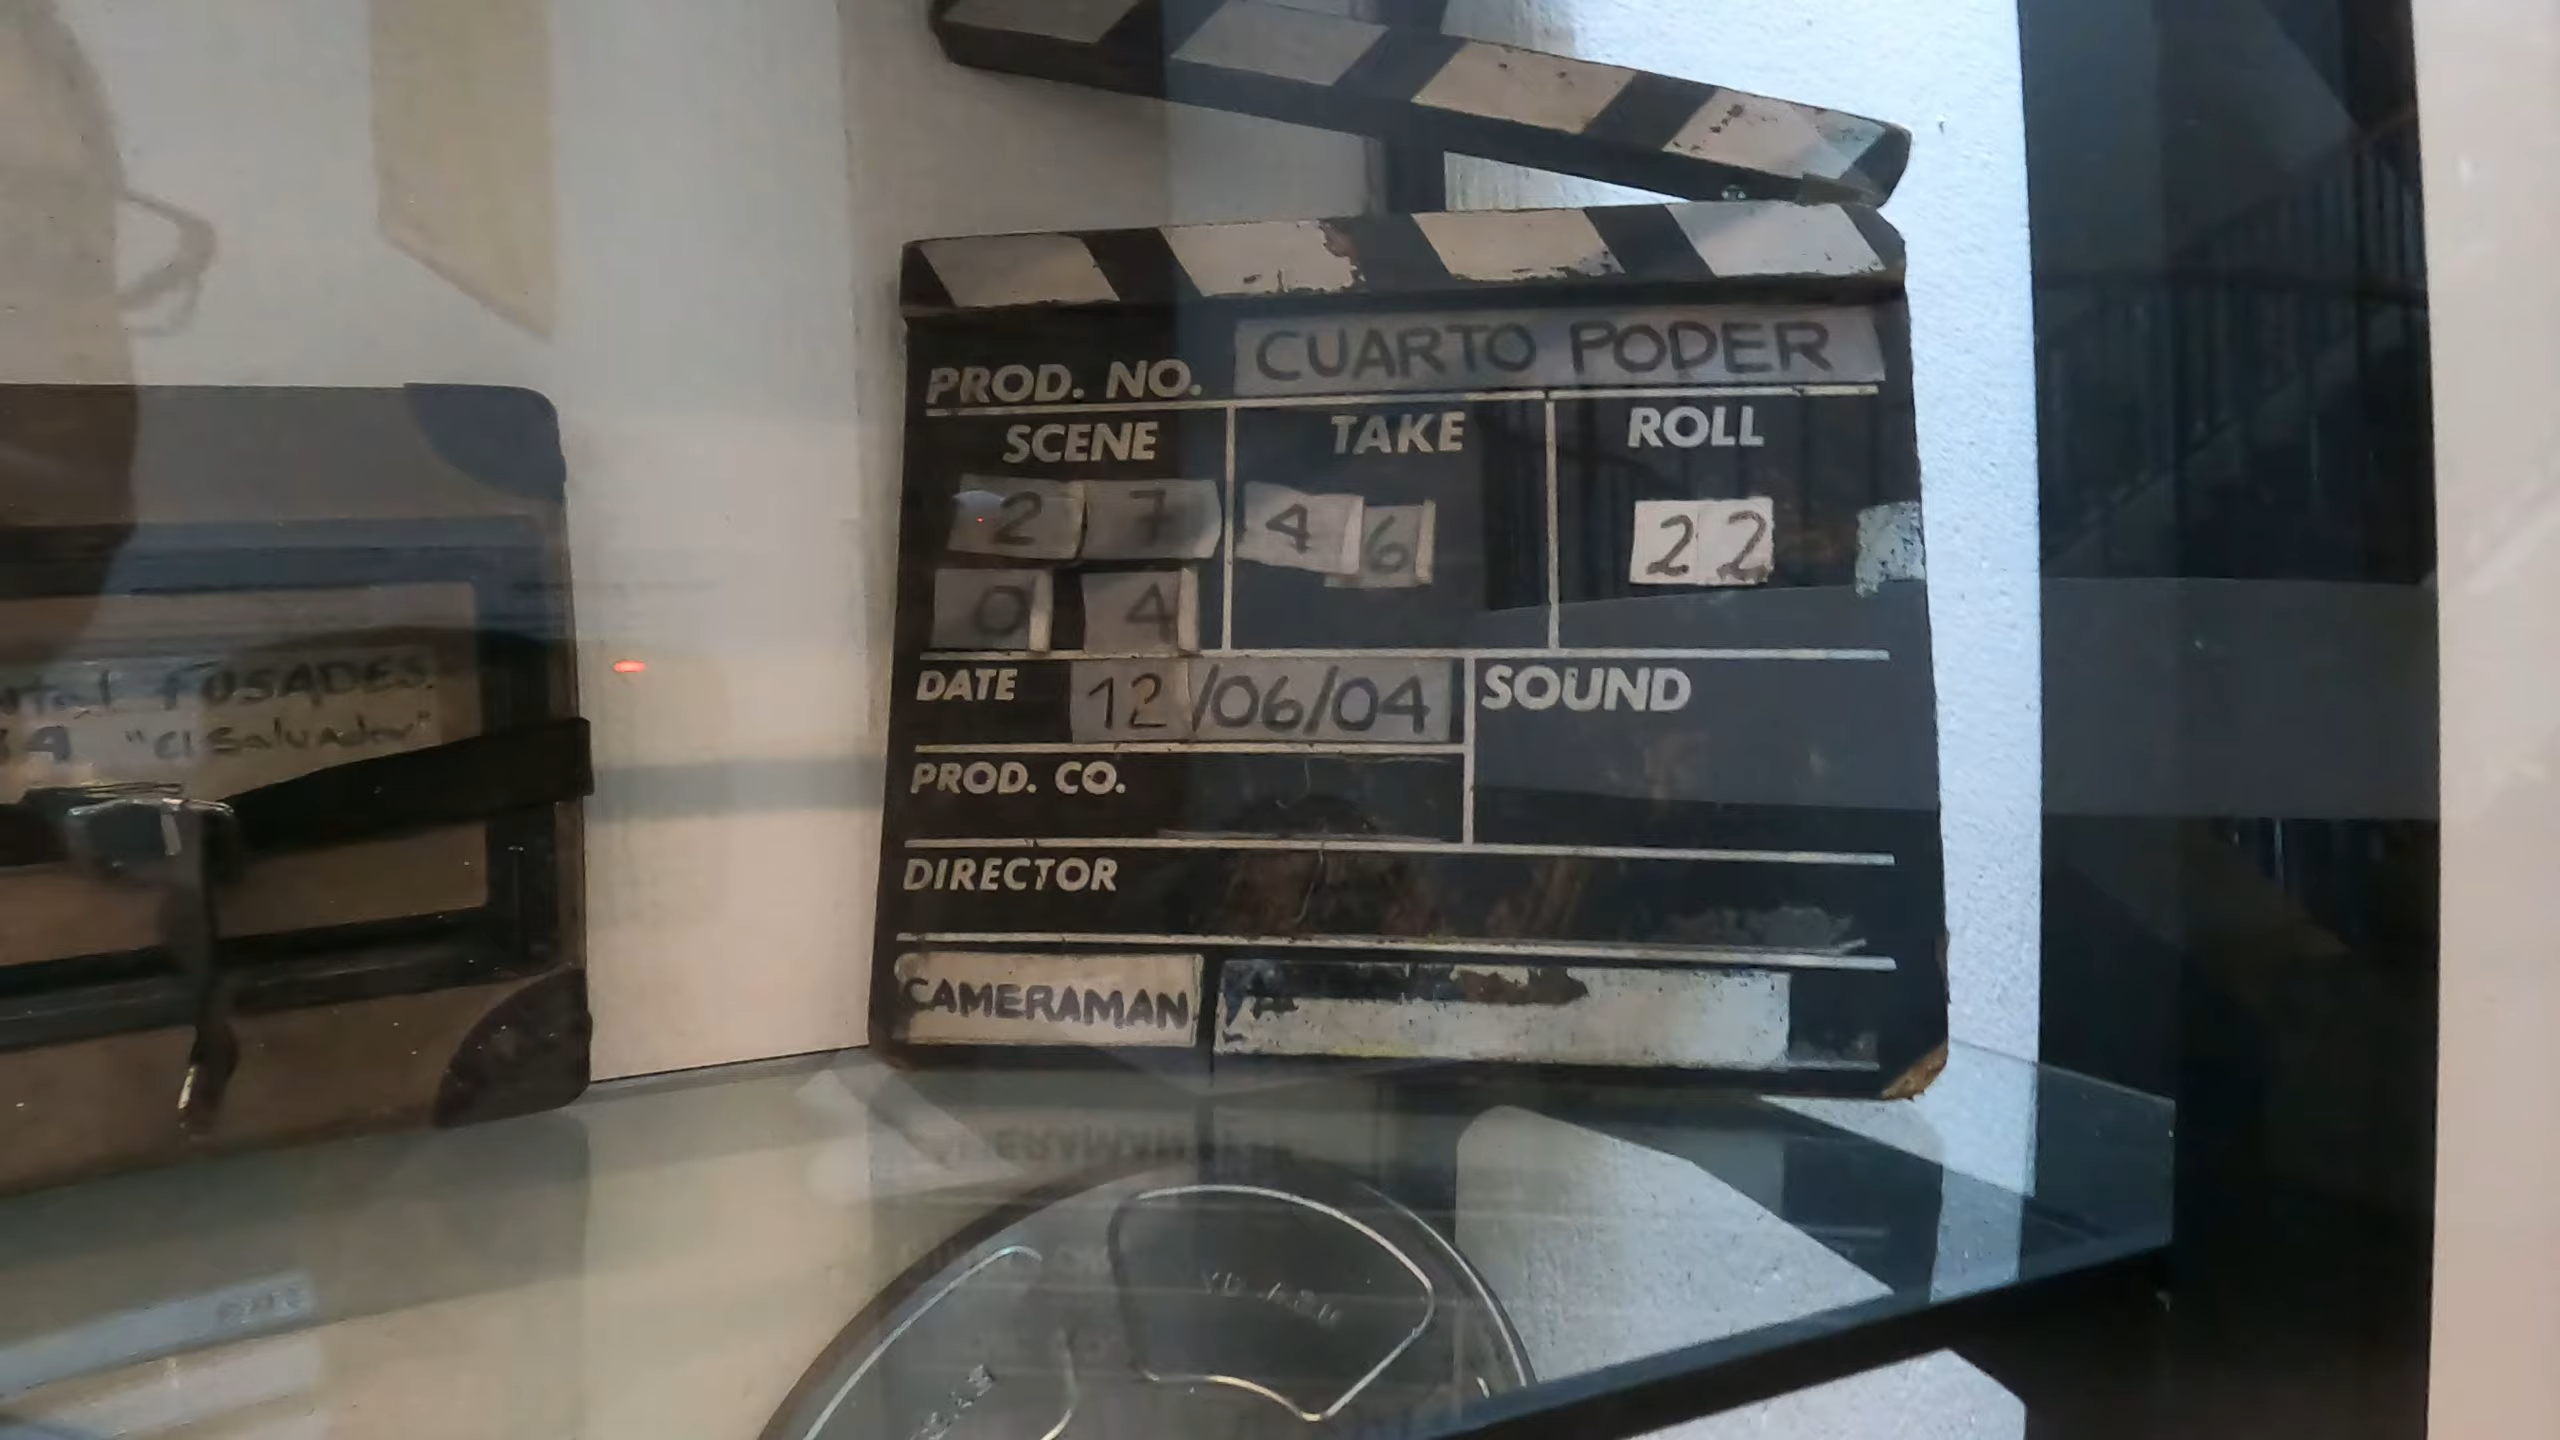 PROD. NO. CUARTO PODER
SCENE TAKE ROLL
2 7 4 6 22
0 4
DATE 12/06/04 SOUND
PROD. CO.
DIRECTOR
CAMERAMAN
FUSADES.
"El Salvador"